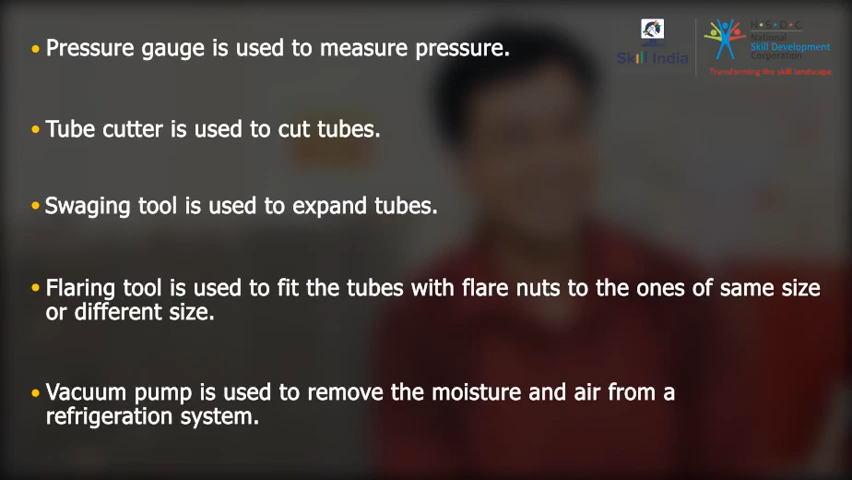 N • S • D • C
National
Skill India
Skill Development
Corporation
Transforming the skill landscape
• Pressure gauge is used to measure pressure.
• Tube cutter is used to cut tubes.
• Swaging tool is used to expand tubes.
• Flaring tool is used to fit the tubes with flare nuts to the ones of same size
or different size.
• Vacuum pump is used to remove the moisture and air from a
refrigeration system.